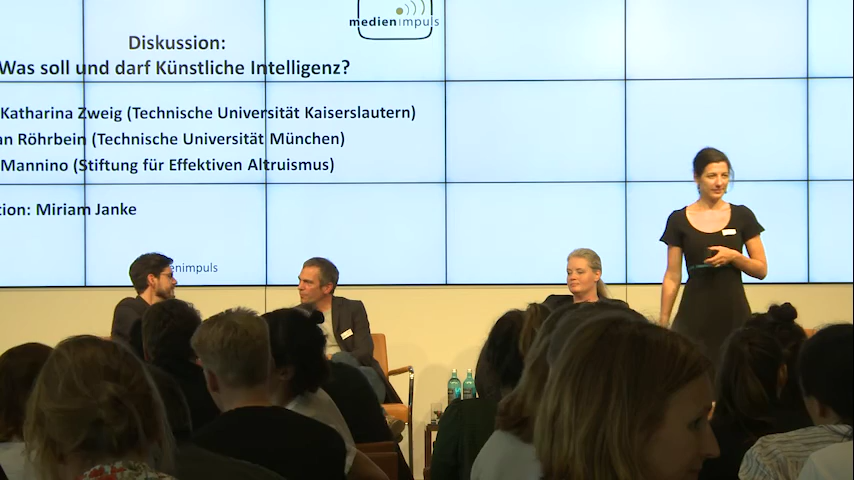 medienimpuls
Diskussion:
Was soll und darf Künstliche Intelligenz?
Katharina Zweig (Technische Universität Kaiserslautern)
an Röhrbein (Technische Universität München)
Mannino (Stiftung für Effektiven Altruismus)
tion: Miriam Janke
enimpuls